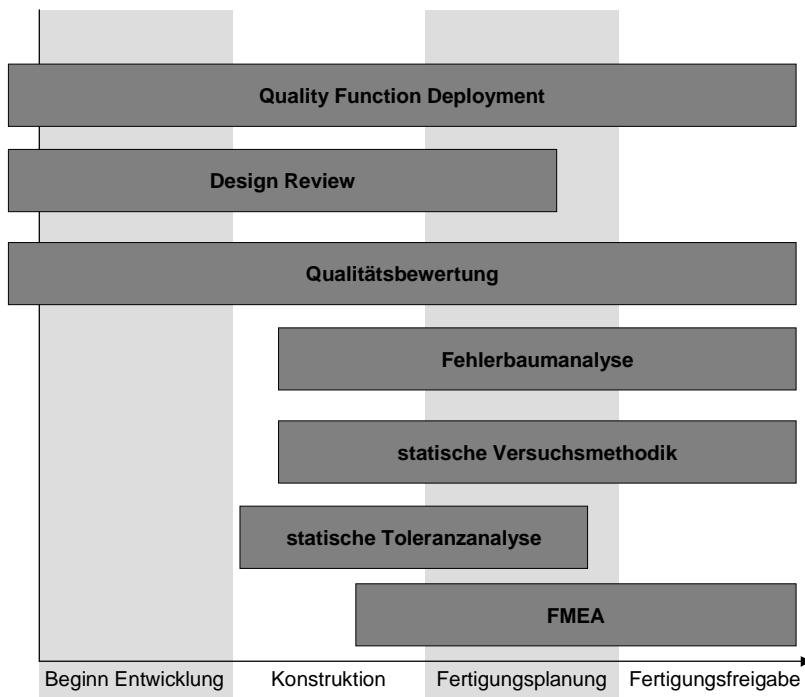 Quality Function Deployment
Design Review
Qualitätsbewertung
Fehlerbaumanalyse
statische Versuchsmethodik
statische Toleranzanalyse
FMEA
Beginn Entwicklung Konstruktion Fertigungsplanung Fertigungsfreigabe